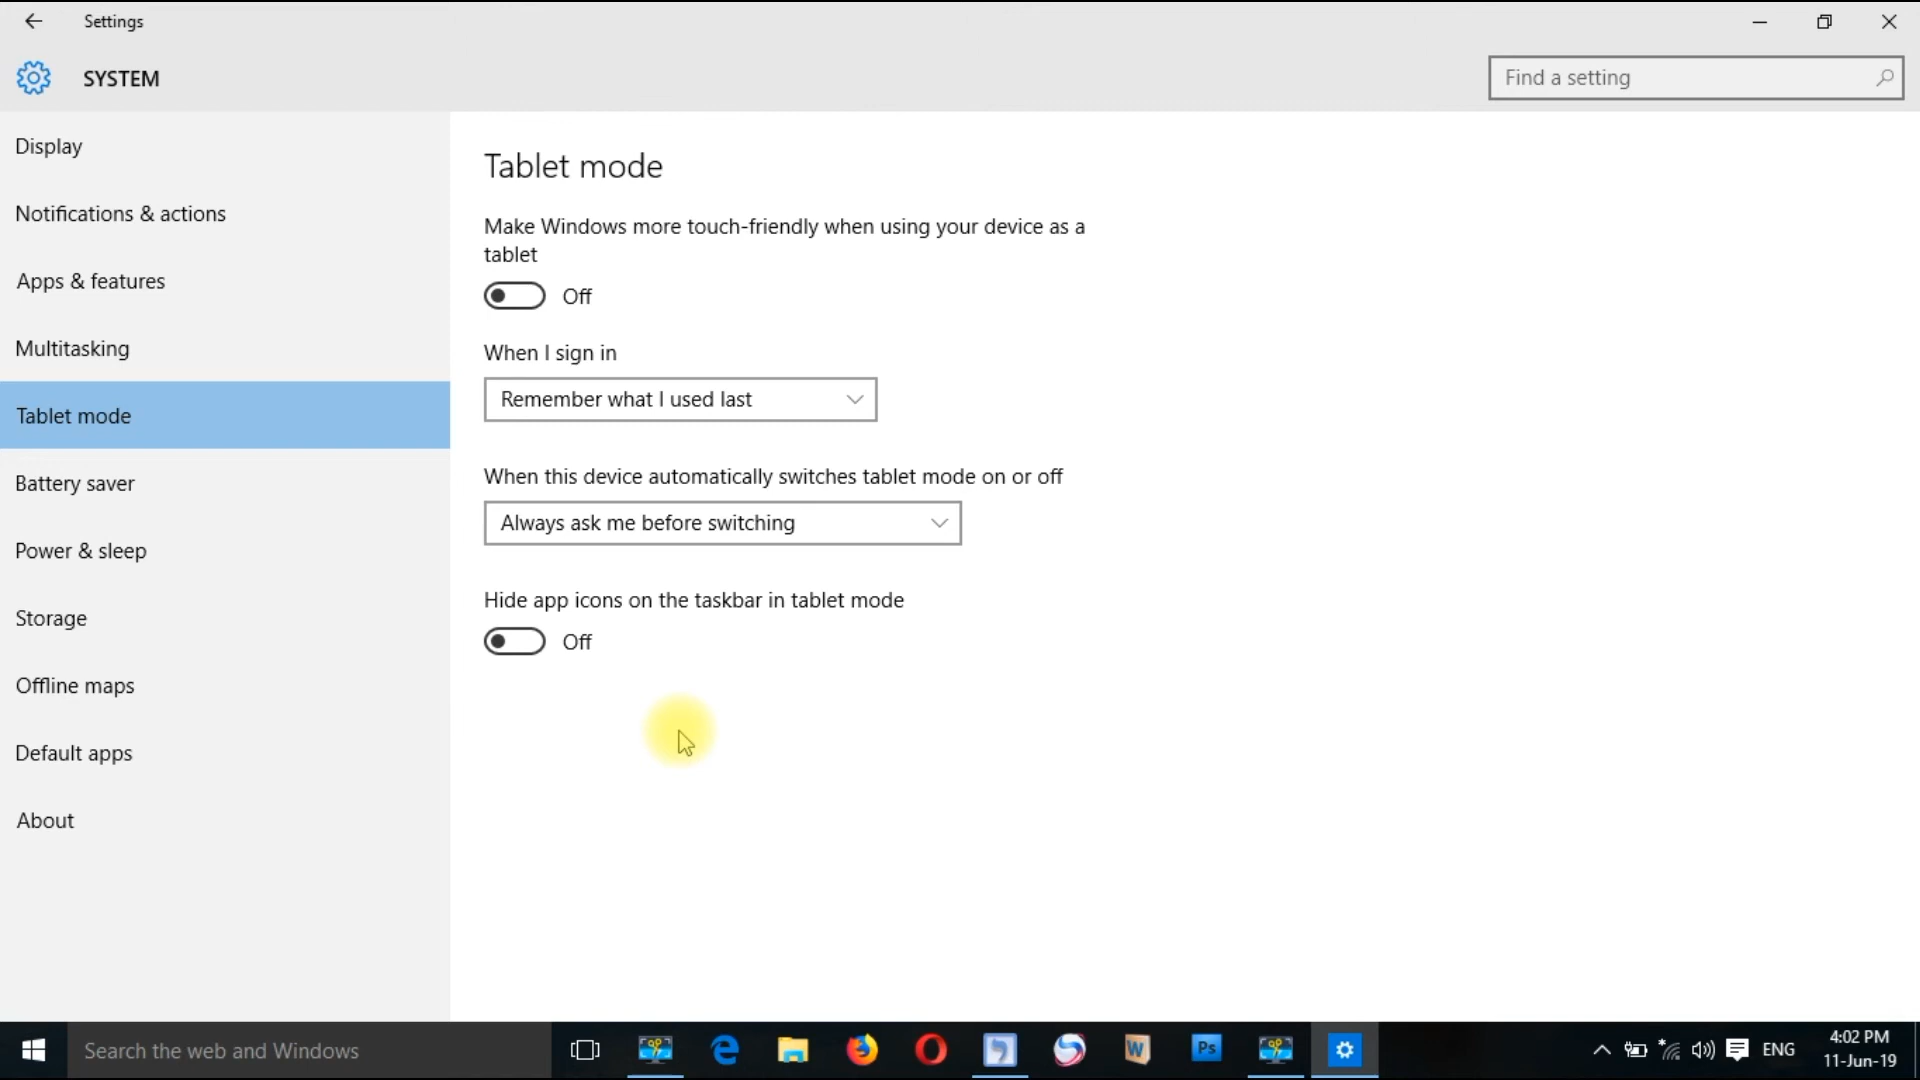 Settings
SYSTEM
Find a setting
Display
Notifications & actions
Apps & features
Multitasking
Tablet mode
Battery saver
Power & sleep
Storage
Offline maps
Default apps
About
Tablet mode
Make Windows more touch-friendly when using your device as a
tablet
Off
When I sign in
Remember what I used last
When this device automatically switches tablet mode on or off
Always ask me before switching
Hide app icons on the taskbar in tablet mode
Off
Search the web and Windows
W
Ps
ENG
4:02 PM
11-Jun-19